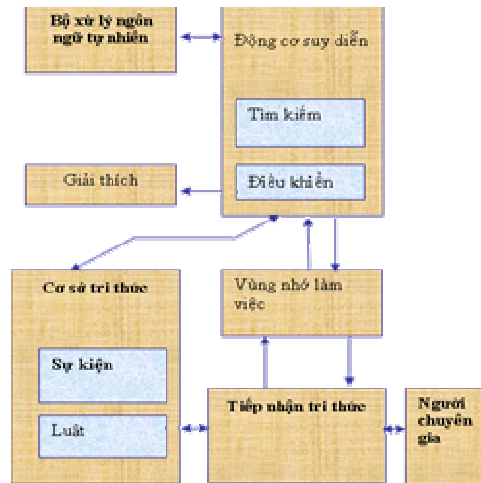 Bộ xử lý ngôn
ngữ tự nhiên
Động cơ suy diễn
Tìm kiếm
Giải thích
Điều khiển
Cơ sở tri thức
Vùng nhớ làm
việc
Sự kiện
Luật
Tiếp nhận tri thức
Người
chuyên
gia